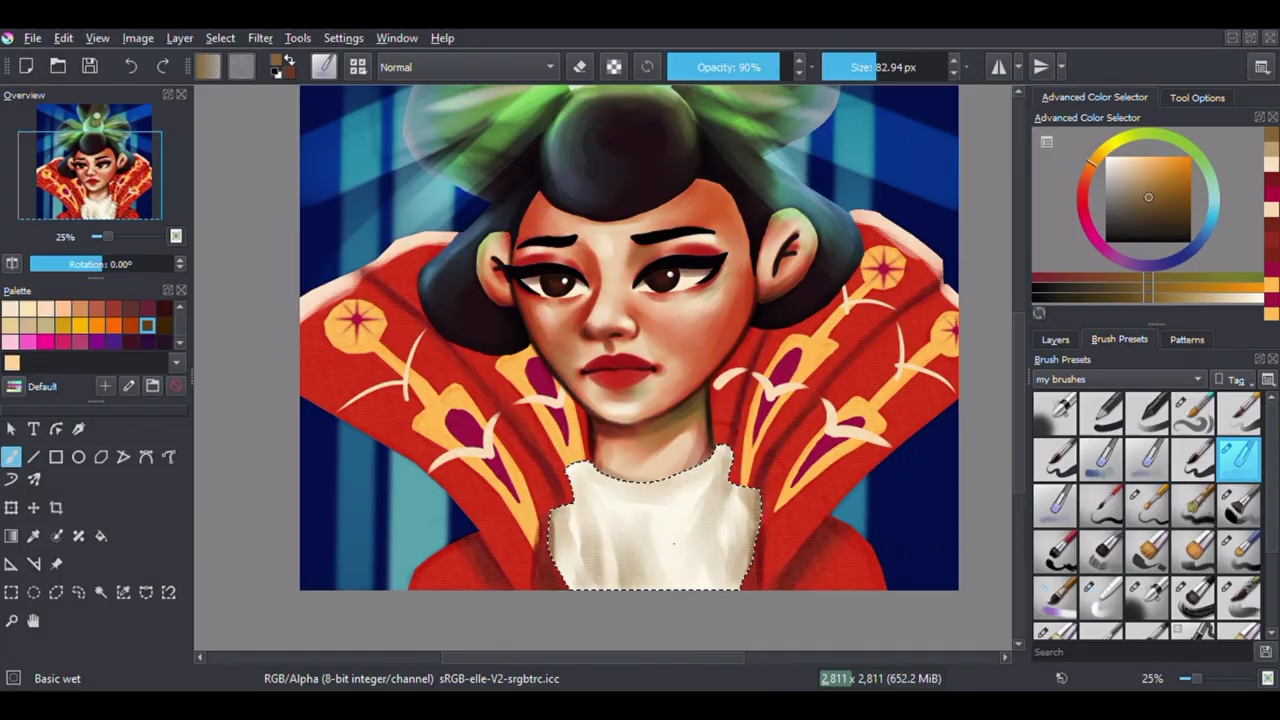 File Edit View Image Layer Select Filter Tools Settings Window Help
Normal Opacity: 90% Size: 82.94 px
Overview
25%
Rotation: 0.00°
Palette
Default
Advanced Color Selector Tool Options
Advanced Color Selector
Layers Brush Presets Patterns
Brush Presets
my brushes Tag
Search
Basic wet RGB/Alpha (8-bit integer/channel) sRGB-elle-V2-srgbtrc.icc 2,811 x 2,811 (652.2 MiB) 25%